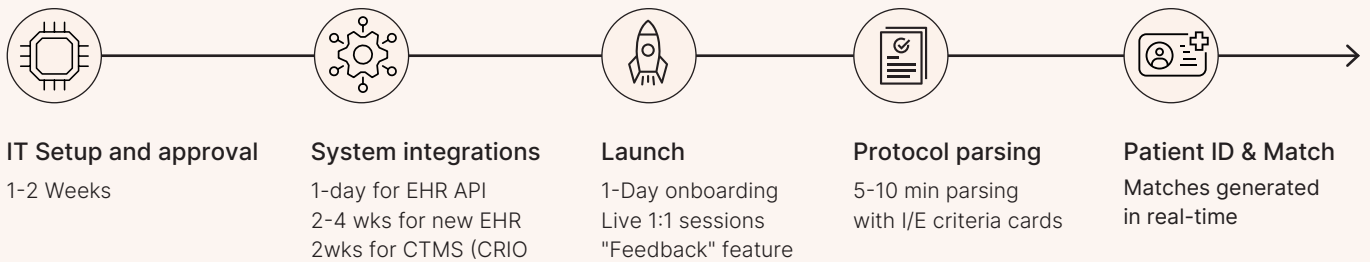 IT Setup and approval
1-2 Weeks
System integrations
1-day for EHR API
2-4 wks for new EHR
2wks for CTMS (CRIO
Launch
1-Day onboarding
Live 1:1 sessions
"Feedback" feature
Protocol parsing
5-10 min parsing
with I/E criteria cards
Patient ID & Match
Matches generated
in real-time